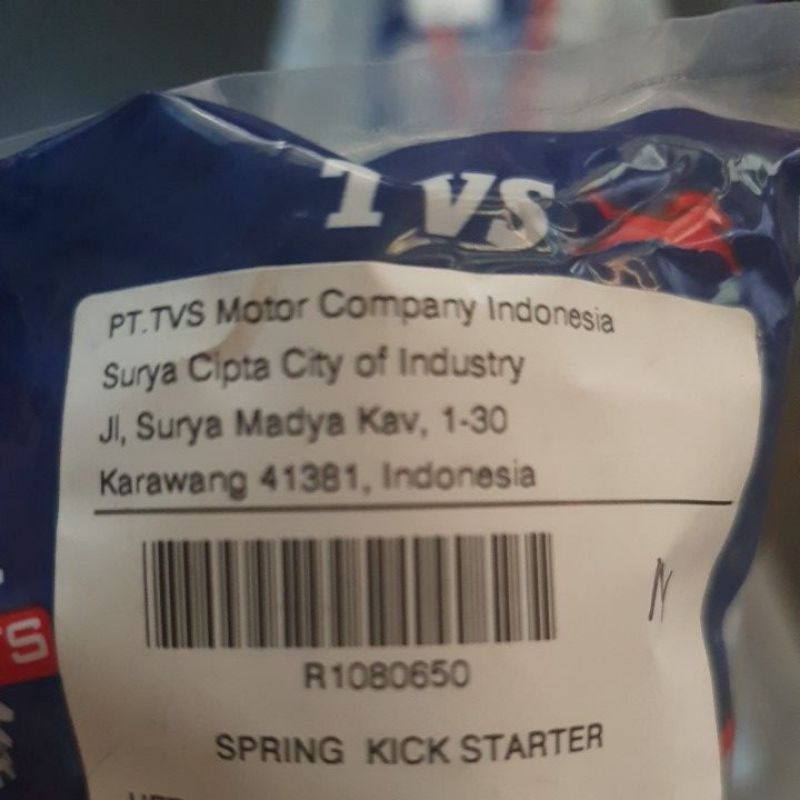 TVS
PT.TVS Motor Company Indonesia
Surya Cipta City of Industry
Jl, Surya Madya Kav, 1-30
Karawang 41381, Indonesia
N
R1080650
SPRING KICK STARTER